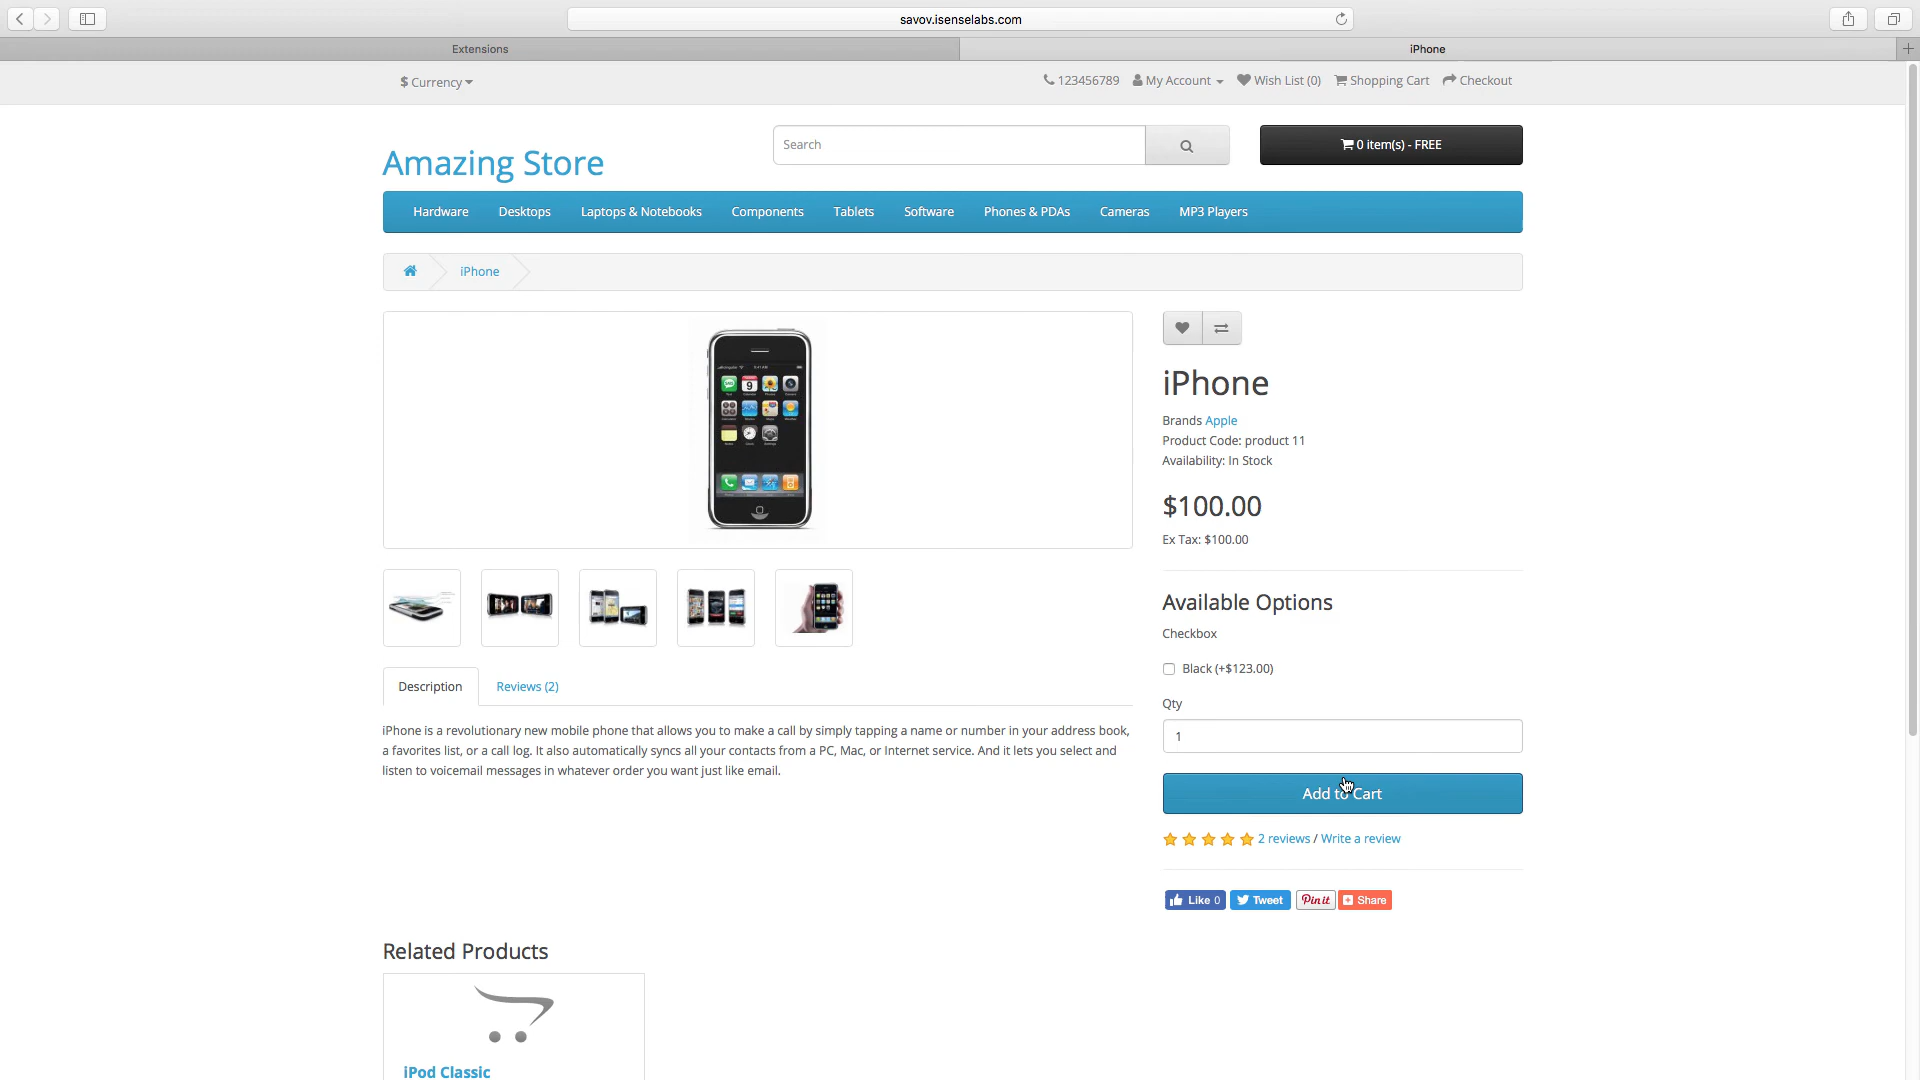 savov.isenselabs.com
Extensions
iPhone
$ Currency
123456789
My Account
Wish List (0)
Shopping Cart
Checkout
Amazing Store
Search
0 item(s) - FREE
Hardware
Desktops
Laptops & Notebooks
Components
Tablets
Software
Phones & PDAs
Cameras
MP3 Players
iPhone
iPhone
Brands Apple
Product Code: product 11
Availability: In Stock
$100.00
Ex Tax: $100.00
Available Options
Checkbox
Black (+$123.00)
Qty
1
Add to Cart
2 reviews / Write a review
Like 0
Tweet
Pin it
Share
Description
Reviews (2)
iPhone is a revolutionary new mobile phone that allows you to make a call by simply tapping a name or number in your address book,
a favorites list, or a call log. It also automatically syncs all your contacts from a PC, Mac, or Internet service. And it lets you select and
listen to voicemail messages in whatever order you want just like email.
Related Products
iPod Classic